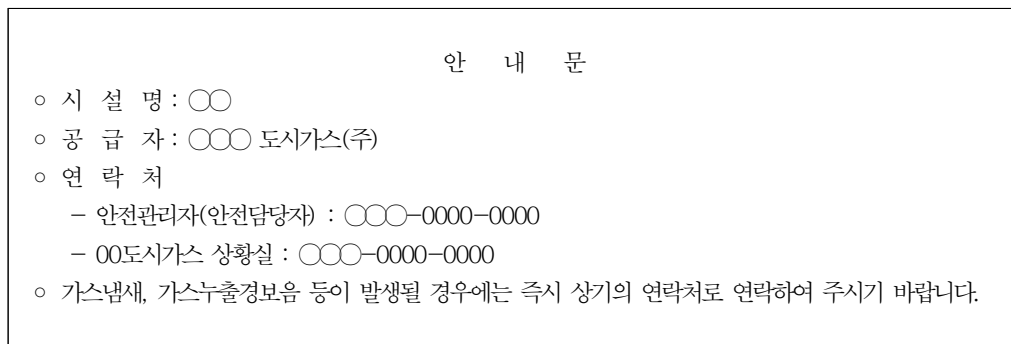 안 내 문
○ 시 설 명 : ○○
○ 공 급 자 : ○○○ 도시가스(주)
○ 연 락 처
- 안전관리자(안전담당자) : ○○○-0000-0000
- 00도시가스 상황실 : ○○○-0000-0000
○ 가스냄새, 가스누출경보음 등이 발생될 경우에는 즉시 상기의 연락처로 연락하여 주시기 바랍니다.